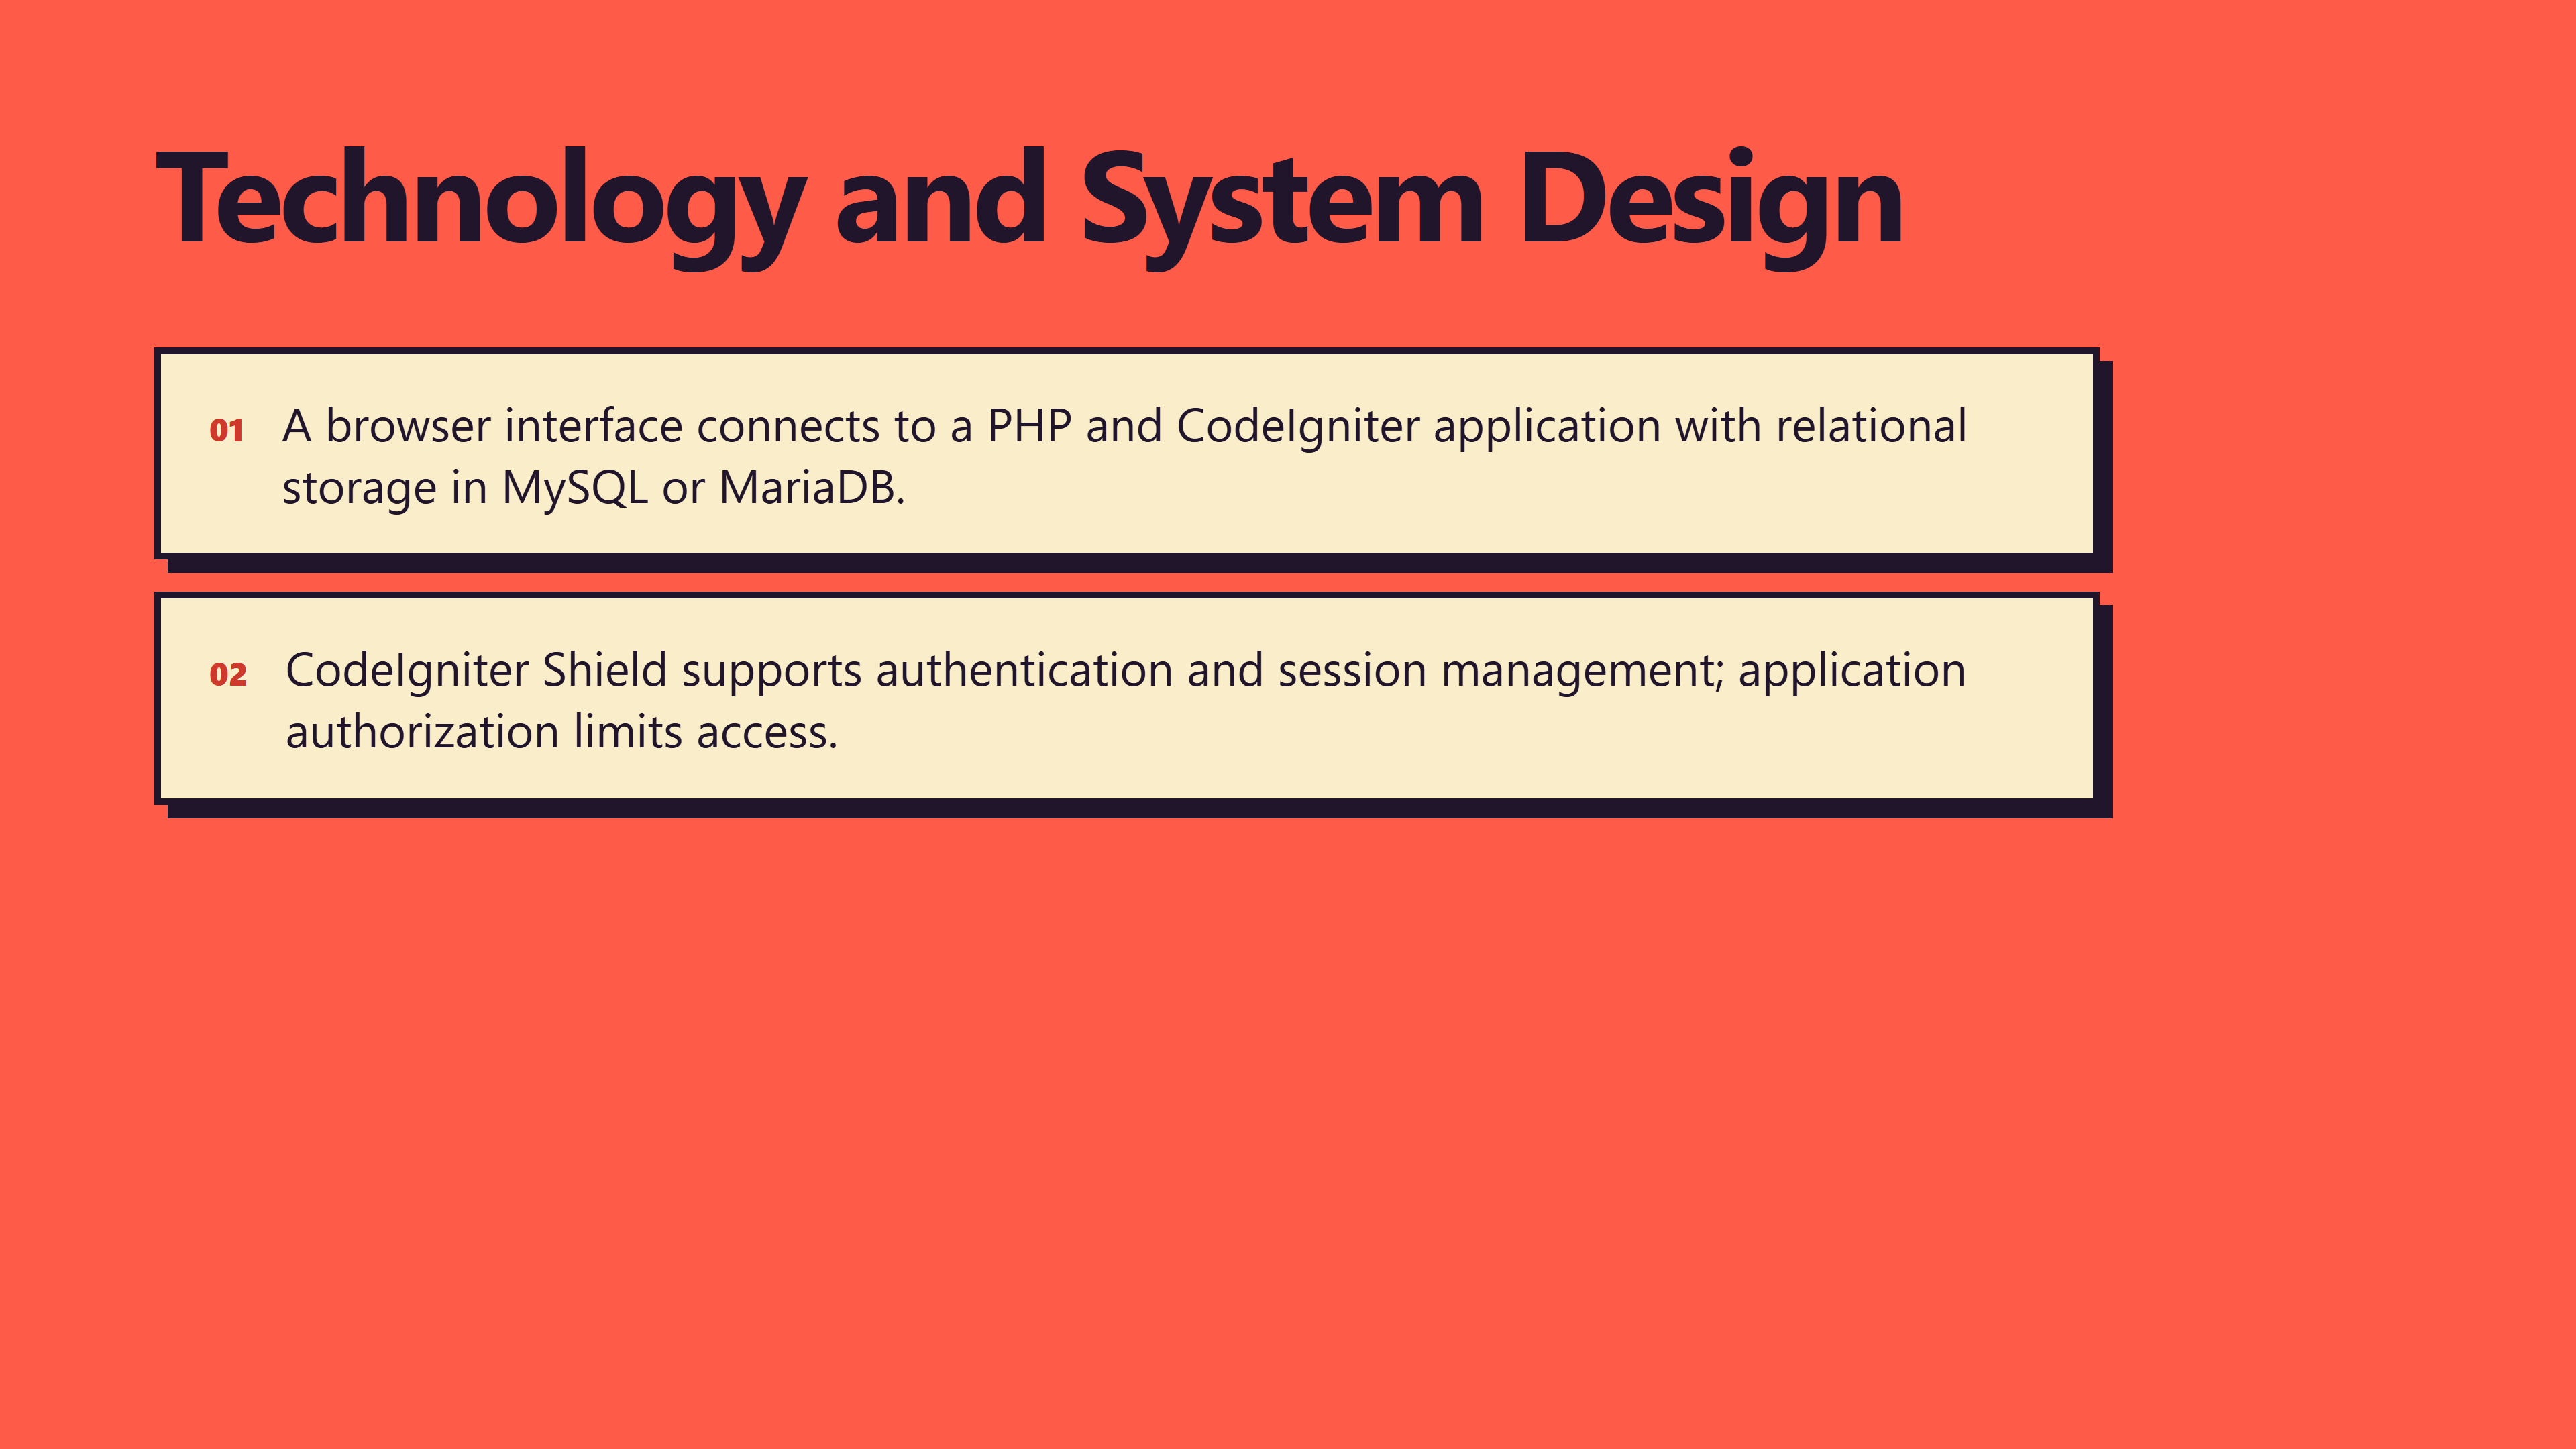 Technology and System Design
01 A browser interface connects to a PHP and CodeIgniter application with relational
storage in MySQL or MariaDB.
02 CodeIgniter Shield supports authentication and session management; application
authorization limits access.